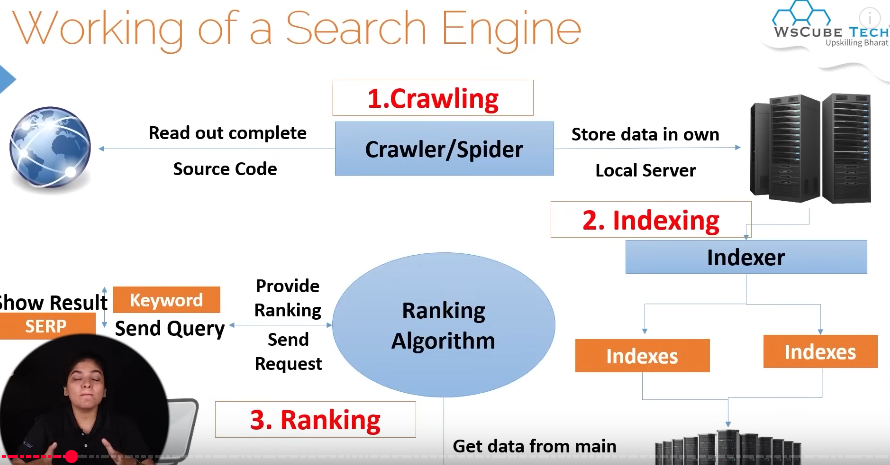 Working of a Search Engine
WsCube Tech
Upskilling Bharat
1.Crawling
Read out complete
Source Code
Crawler/Spider
Store data in own
Local Server
2. Indexing
Indexer
Indexes
Indexes
Provide
Ranking
Send
Request
Ranking
Algorithm
Show Result
SERP
Keyword
Send Query
3. Ranking
Get data from main